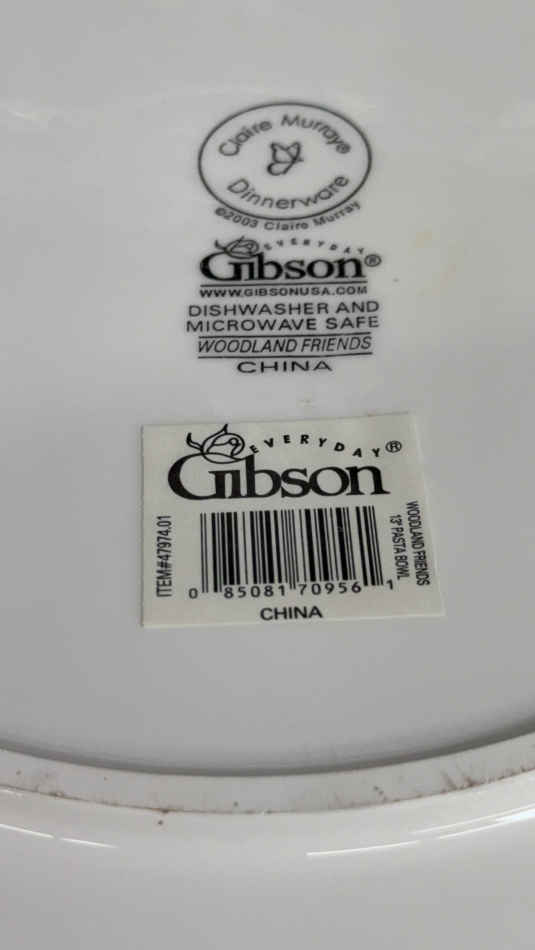 Claire Murray®
Dinnerware
©2003 Claire Murray
EVERYDAY
Gibson®
WWW.GIBSONUSA.COM
DISHWASHER AND
MICROWAVE SAFE
WOODLAND FRIENDS
CHINA
EVERYDAY®
Gibson
ITEM#47974.01
WOODLAND FRIENDS
13" PASTA BOWL
0 85081 70956 1
CHINA